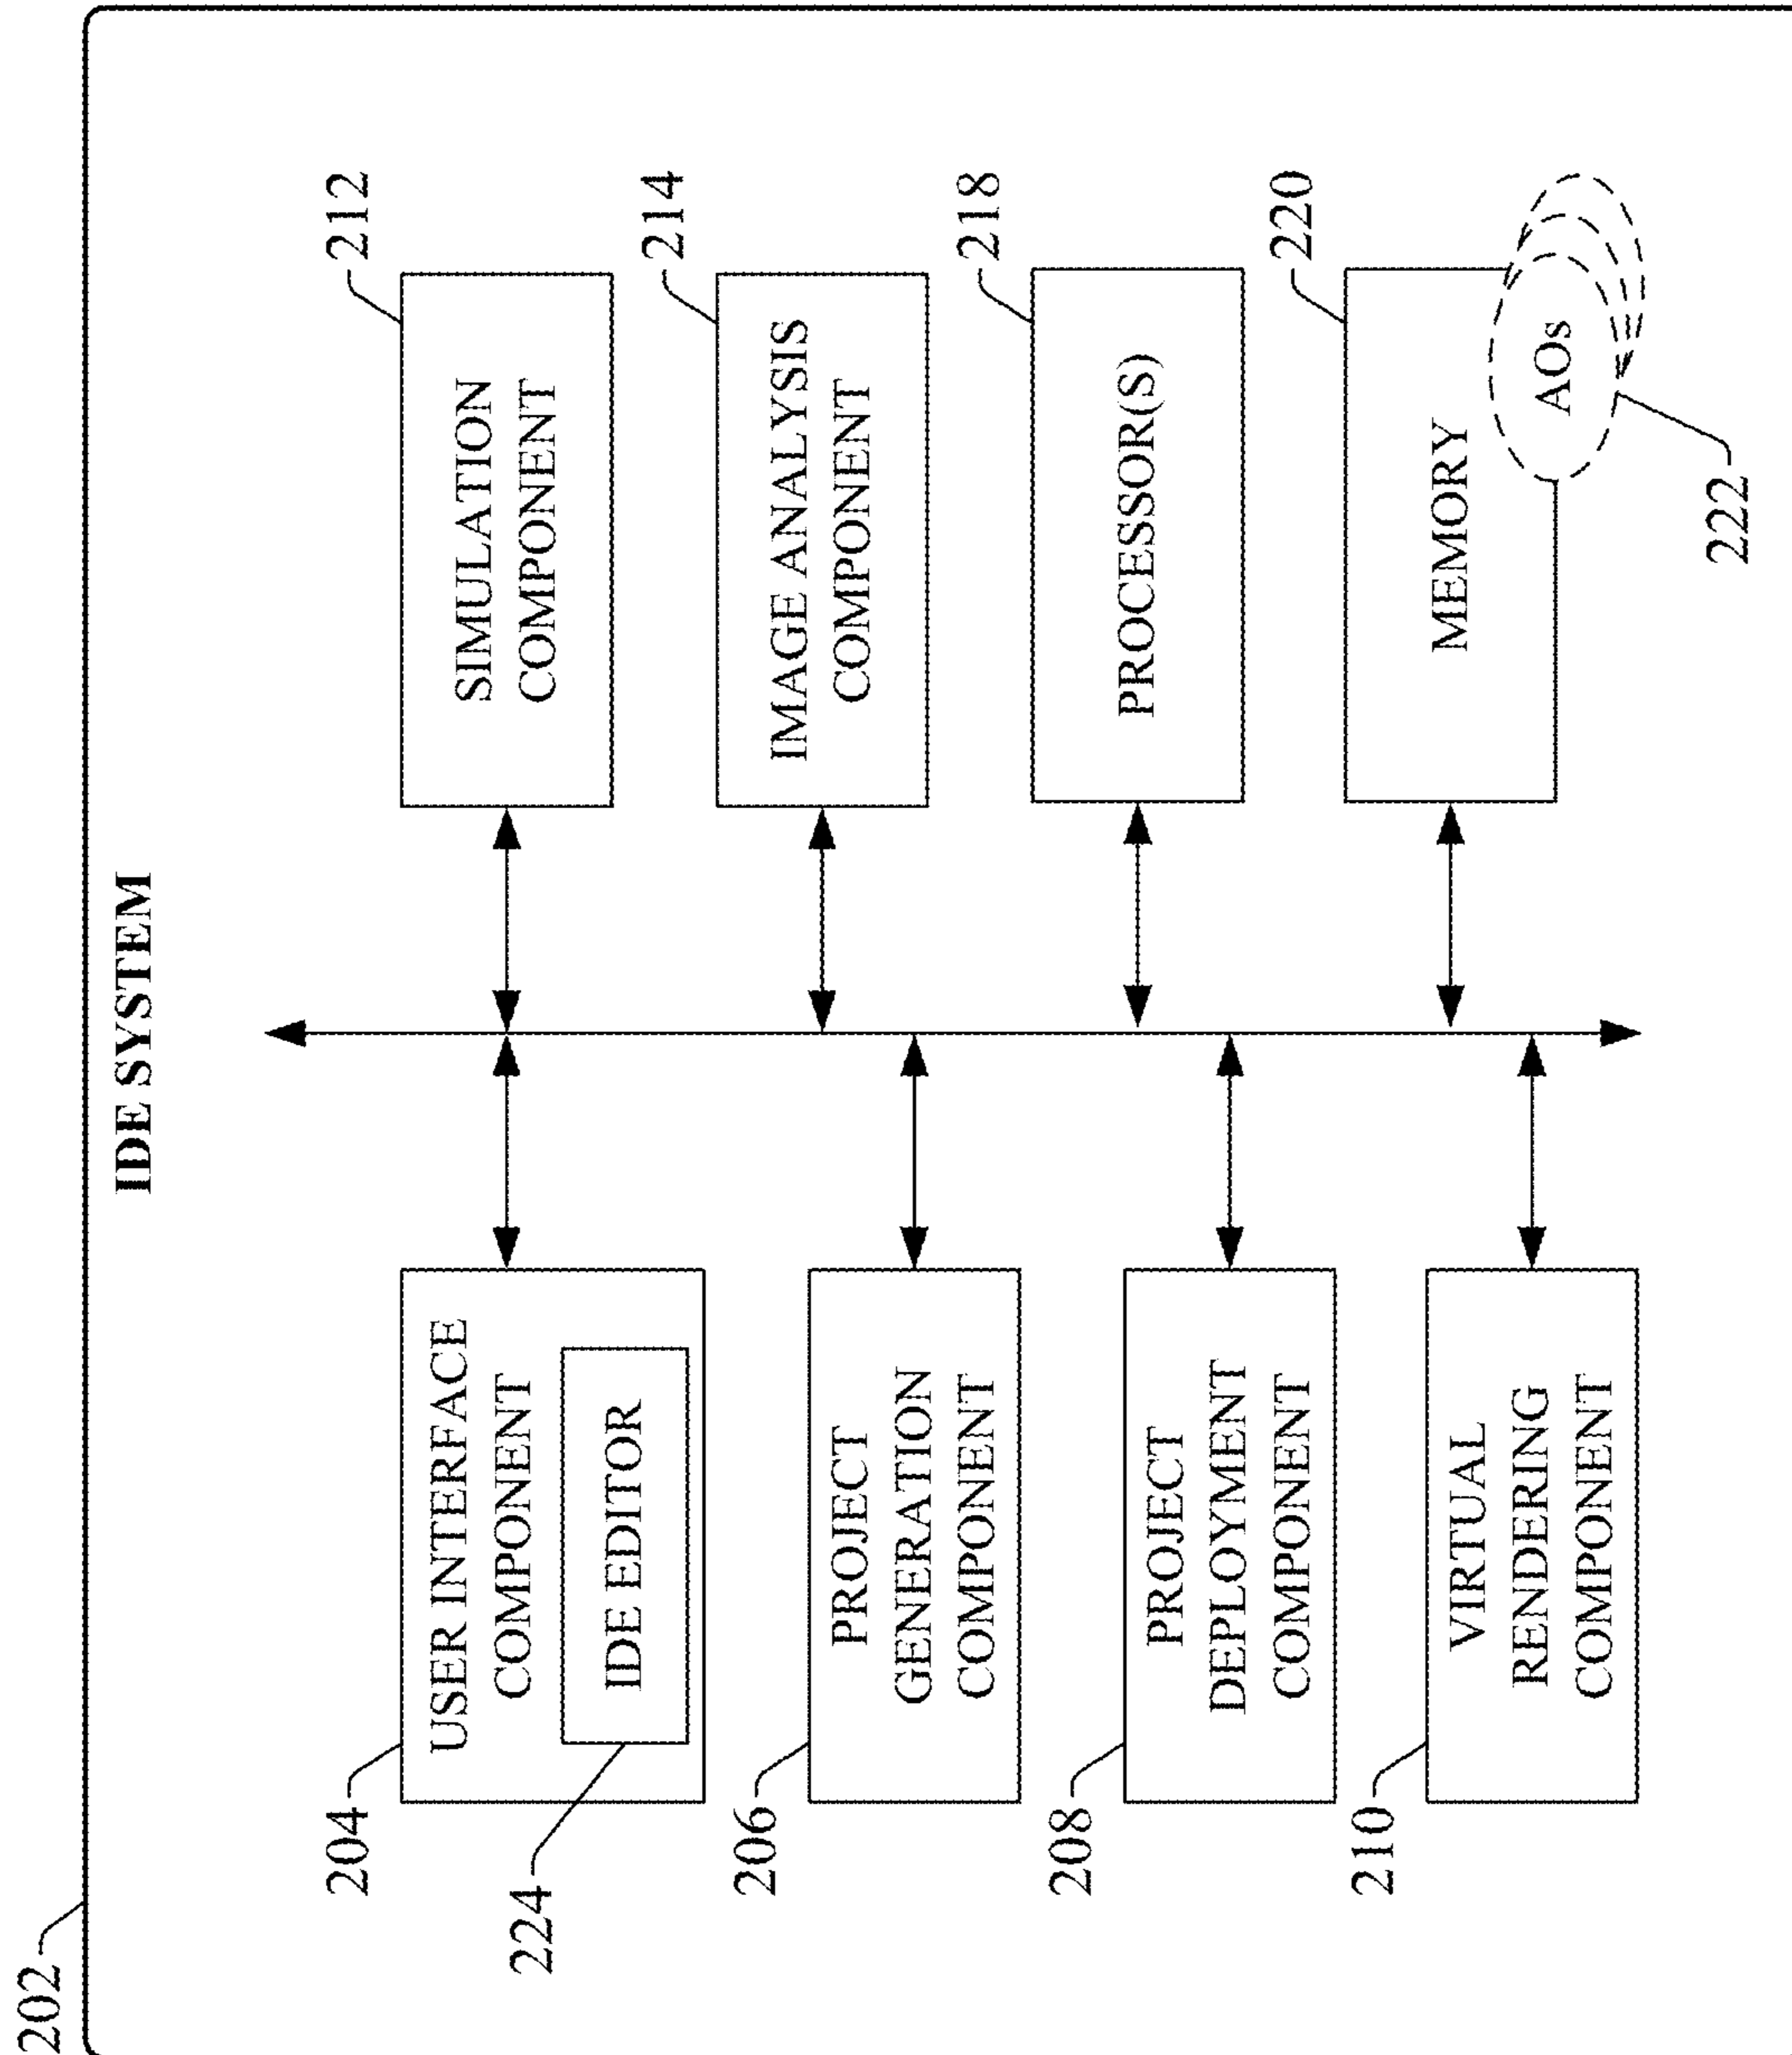 202
IDE SYSTEM
204
USER INTERFACE
COMPONENT
224
IDE EDITOR
206
PROJECT
GENERATION
COMPONENT
208
PROJECT
DEPLOYMENT
COMPONENT
210
VIRTUAL
RENDERING
COMPONENT
212
SIMULATION
COMPONENT
214
IMAGE ANALYSIS
COMPONENT
218
PROCESSOR(S)
220
MEMORY
AOs
222